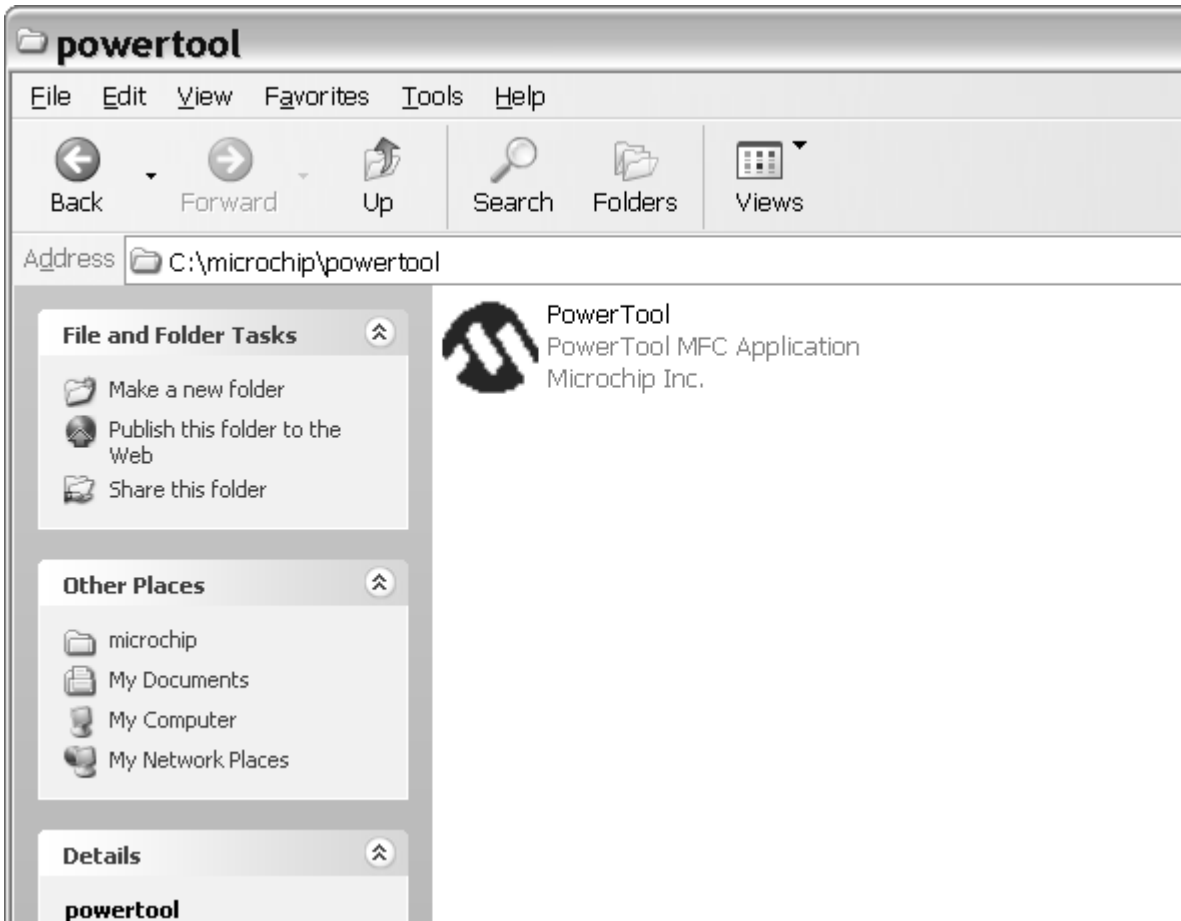 powertool
File Edit View Favorites Tools Help
Back Forward Up Search Folders Views
Address C:\microchip\powertool
File and Folder Tasks
Make a new folder
Publish this folder to the
Web
Share this folder
Other Places
microchip
My Documents
My Computer
My Network Places
Details
powertool
PowerTool
PowerTool MFC Application
Microchip Inc.